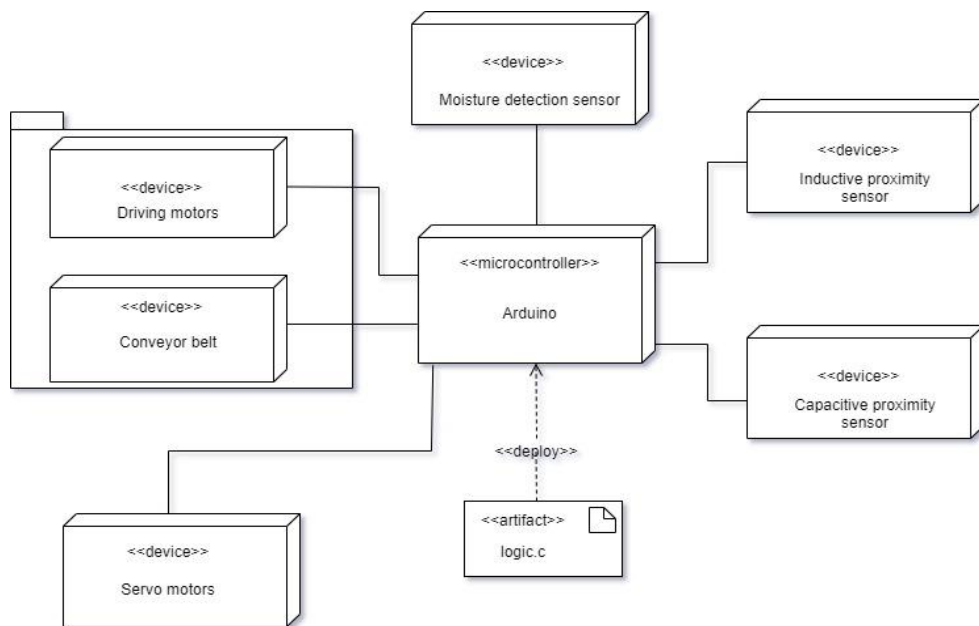 <<device>>
Moisture detection sensor
<<device>>
Driving motors
<<device>>
Inductive proximity
sensor
<<microcontroller>>
Arduino
<<device>>
Conveyor belt
<<device>>
Capacitive proximity
sensor
<<deploy>>
<<artifact>>
logic.c
<<device>>
Servo motors